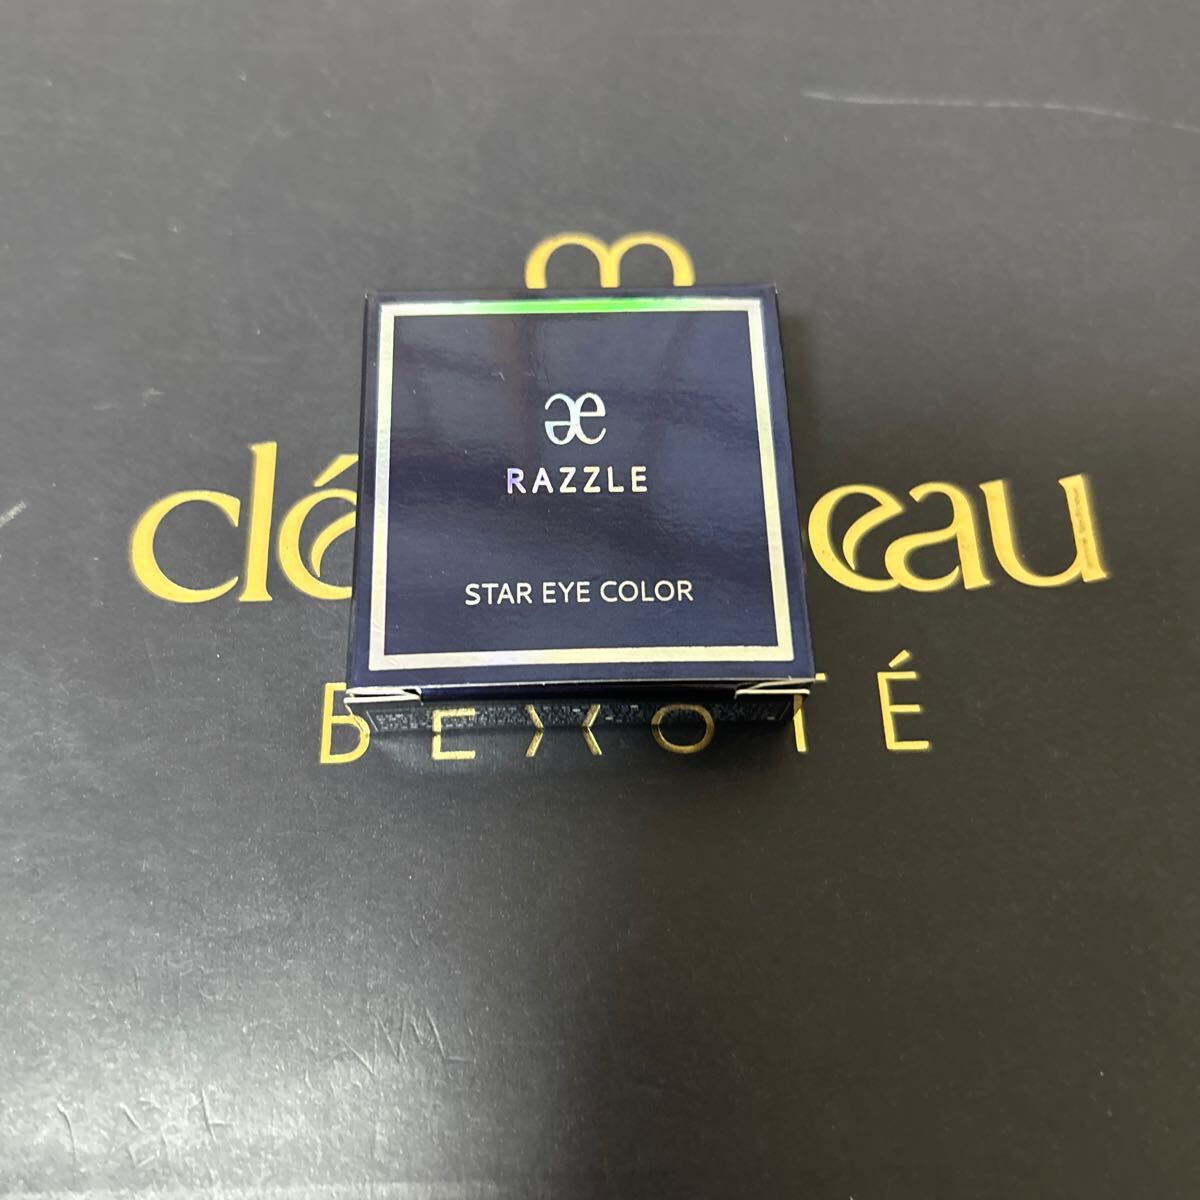 æ
RAZZLE
STAR EYE COLOR
clé eau
BEAUTÉ